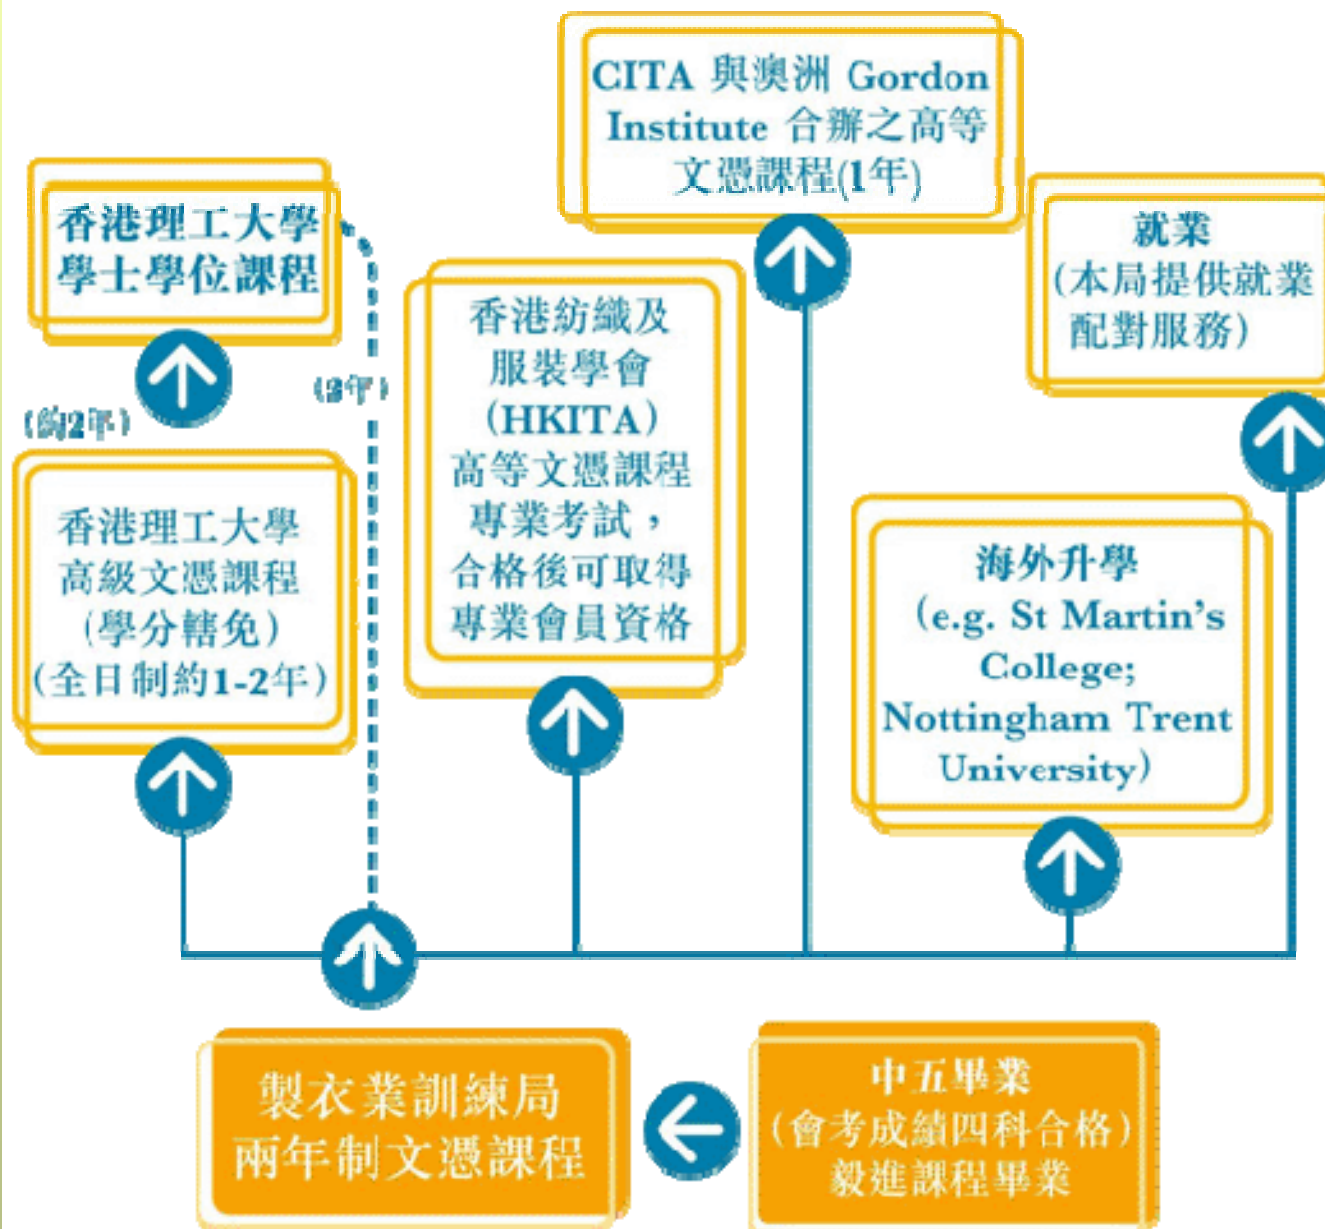 CITA 與澳洲 Gordon
Institute 合辦之高等
文憑課程(1年)
香港理工大學
學士學位課程
就業
(本局提供就業
配對服務)
香港紡織及
服裝學會
(HKITA)
高等文憑課程
專業考試，
合格後可取得
專業會員資格
(約2年)
香港理工大學
高級文憑課程
(學分轄免)
(全日制約1-2年)
海外升學
(e.g. St Martin's
College;
Nottingham Trent
University)
製衣業訓練局
兩年制文憑課程
中五畢業
(會考成績四科合格)
毅進課程畢業